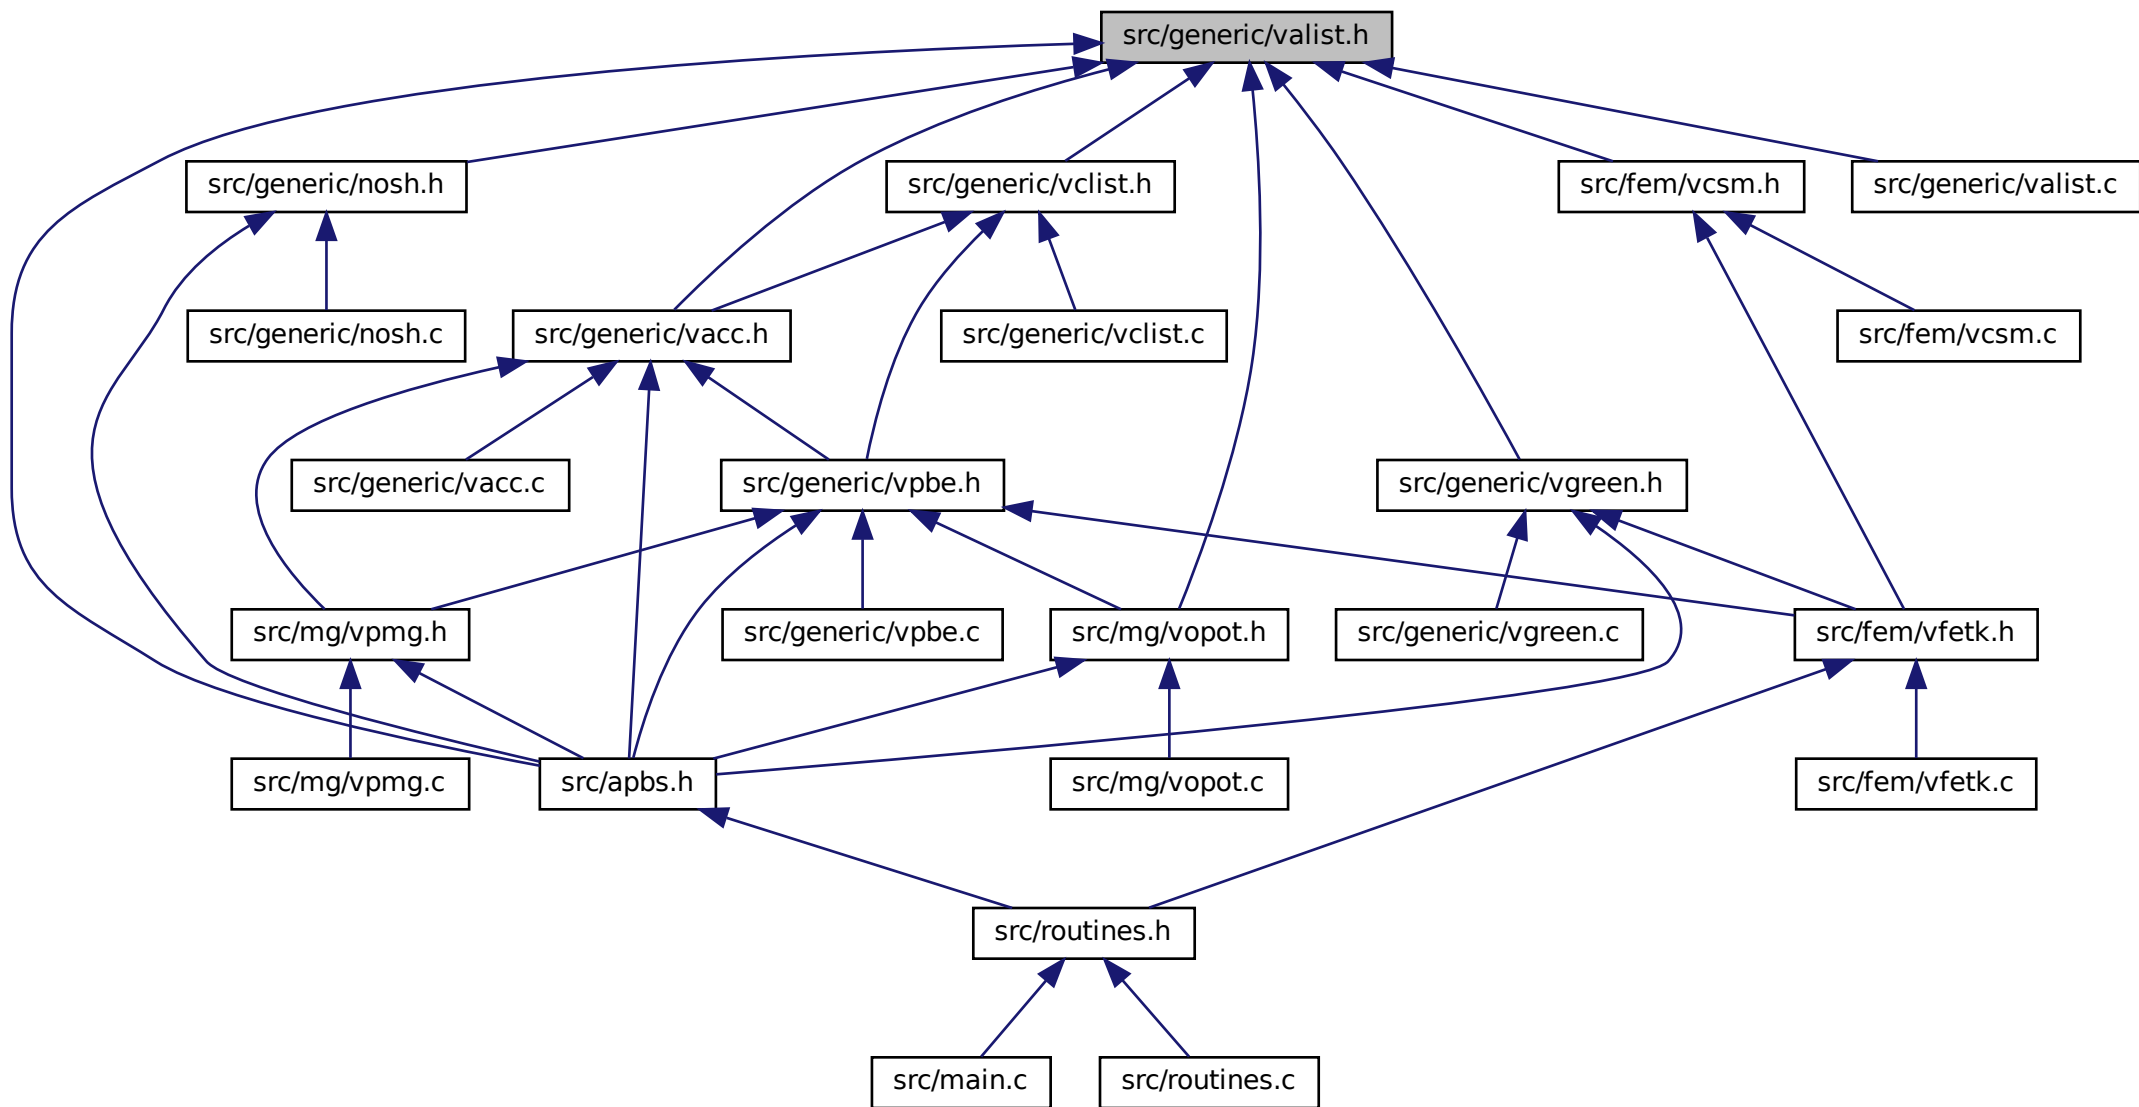 src/generic/valist.h
src/generic/nosh.h
src/generic/vclist.h
src/fem/vcsm.h
src/generic/valist.c
src/generic/nosh.c
src/generic/vacc.h
src/generic/vclist.c
src/fem/vcsm.c
src/generic/vacc.c
src/generic/vpbe.h
src/generic/vgreen.h
src/mg/vpmg.h
src/generic/vpbe.c
src/mg/vopot.h
src/generic/vgreen.c
src/fem/vfetk.h
src/mg/vpmg.c
src/apbs.h
src/mg/vopot.c
src/fem/vfetk.c
src/routines.h
src/main.c
src/routines.c